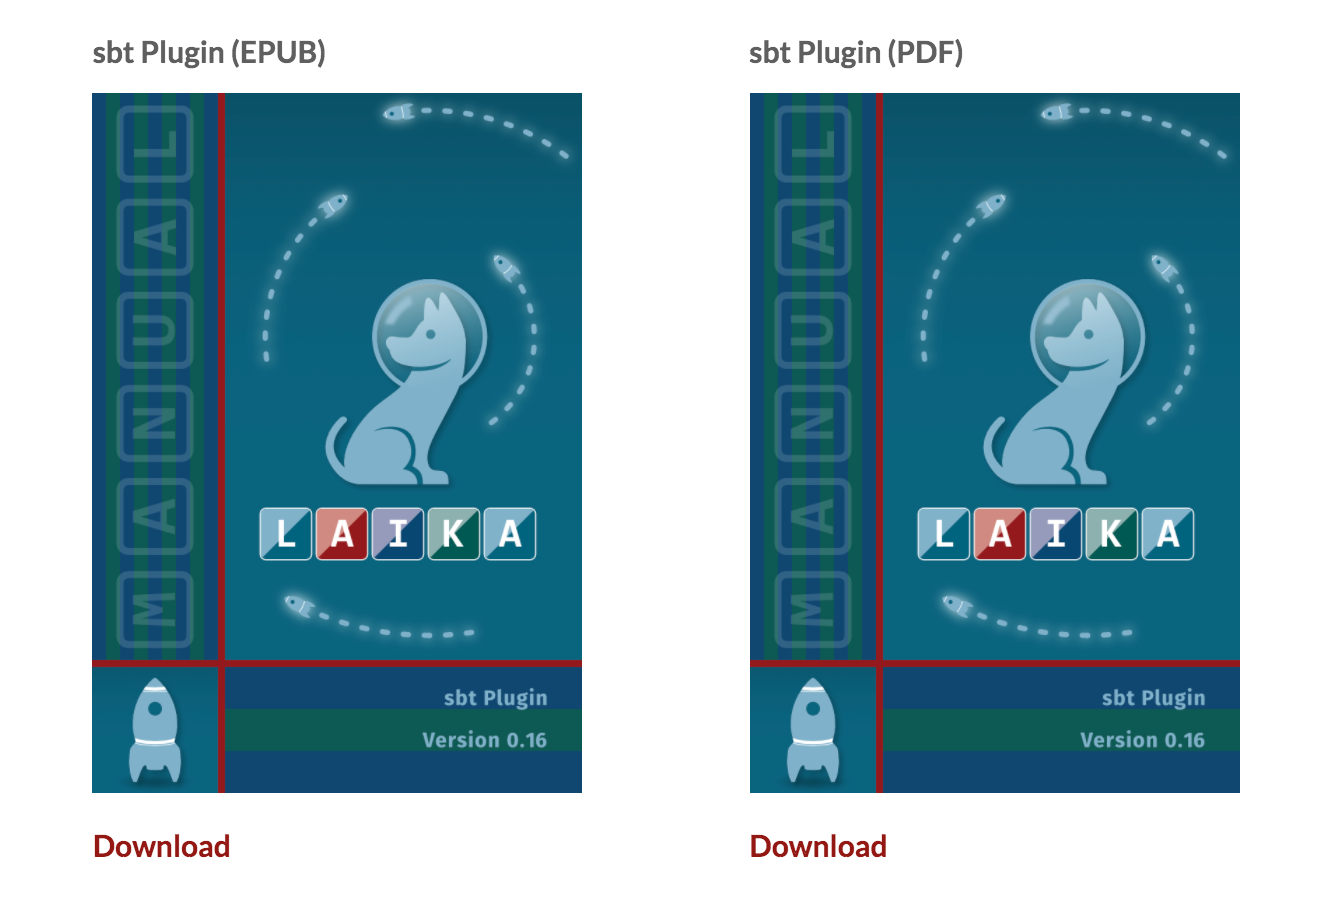 sbt Plugin (EPUB)
MANUAL
LAIKA
sbt Plugin
Version 0.16
Download
sbt Plugin (PDF)
MANUAL
LAIKA
sbt Plugin
Version 0.16
Download